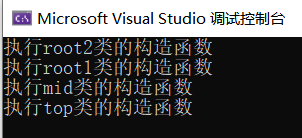 Microsoft Visual Studio 调试控制台
执行root2类的构造函数
执行root1类的构造函数
执行mid类的构造函数
执行top类的构造函数